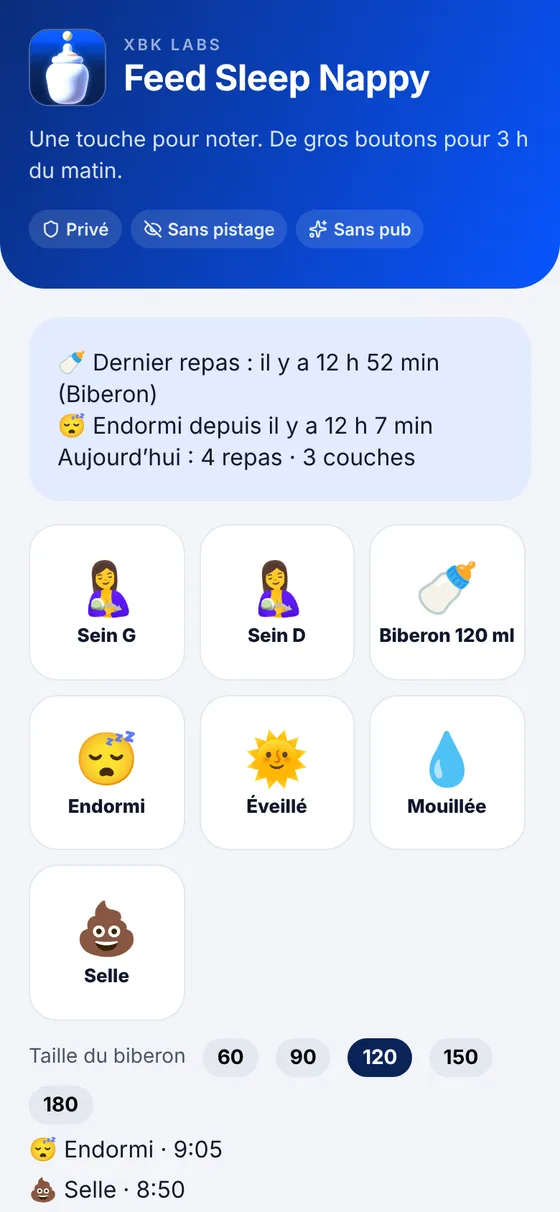 XBK LABS
Feed Sleep Nappy
Une touche pour noter. De gros boutons pour 3 h
du matin.
Privé
Sans pistage
Sans pub
🍼 Dernier repas : il y a 12 h 52 min
(Biberon)
😴 Endormi depuis il y a 12 h 7 min
Aujourd’hui : 4 repas · 3 couches
Sein G
Sein D
Biberon 120 ml
Endormi
Éveillé
Mouillée
Selle
Taille du biberon 60 90 120 150
180
😴 Endormi · 9:05
💩 Selle · 8:50